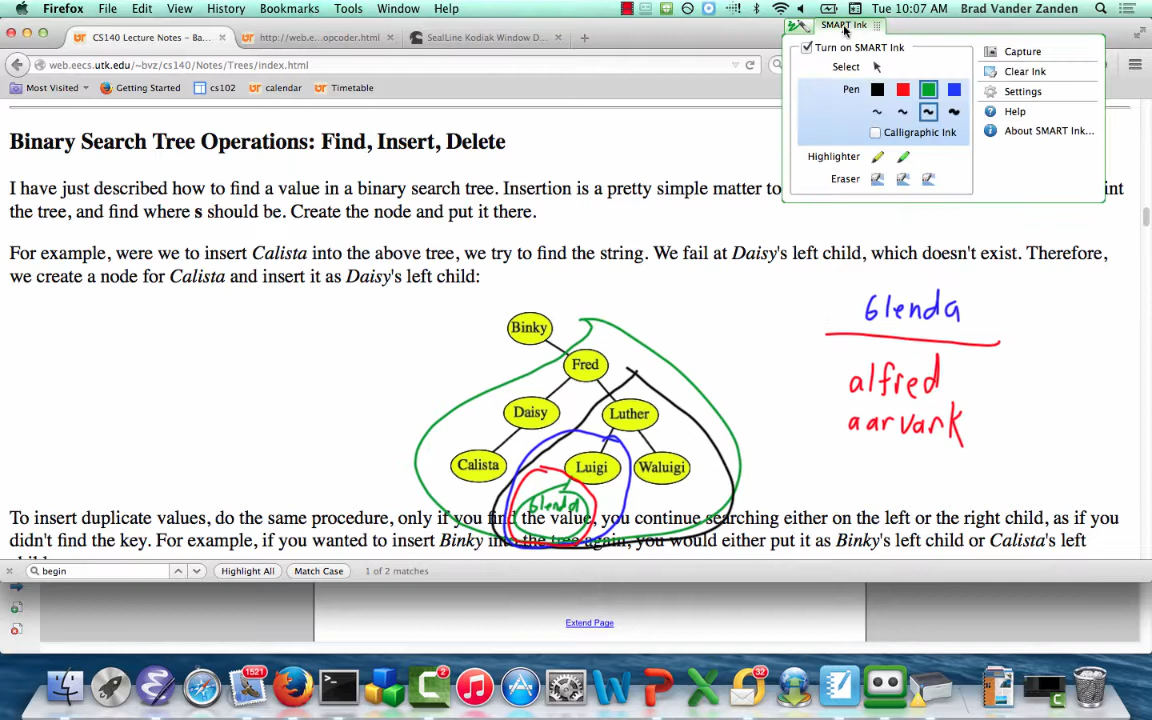 Firefox File Edit View History Bookmarks Tools Window Help Tue 10:07 AM Brad Vander Zanden
SMART Ink
CS140 Lecture Notes – Ba... http://web.e...opcoder.html SealLine Kodiak Window D...
web.eecs.utk.edu/~bvz/cs140/Notes/Trees/index.html
Most Visited Getting Started cs102 calendar Timetable
Turn on SMART Ink
Select
Pen
Calligraphic Ink
Highlighter
Eraser
Capture
Clear Ink
Settings
Help
About SMART Ink...
Binary Search Tree Operations: Find, Insert, Delete
I have just described how to find a value in a binary search tree. Insertion is a pretty simple matter to int
the tree, and find where s should be. Create the node and put it there.
For example, were we to insert Calista into the above tree, we try to find the string. We fail at Daisy's left child, which doesn't exist. Therefore,
we create a node for Calista and insert it as Daisy's left child:
Binky
Fred
Daisy Luther
Calista Luigi Waluigi
Glenda
Glenda
alfred
aarvark
To insert duplicate values, do the same procedure, only if you find the value, you continue searching either on the left or the right child, as if you
didn't find the key. For example, if you wanted to insert Binky into the tree again, you would either put it as Binky's left child or Calista's left
child.
begin Highlight All Match Case 1 of 2 matches
Extend Page
1521 2 32